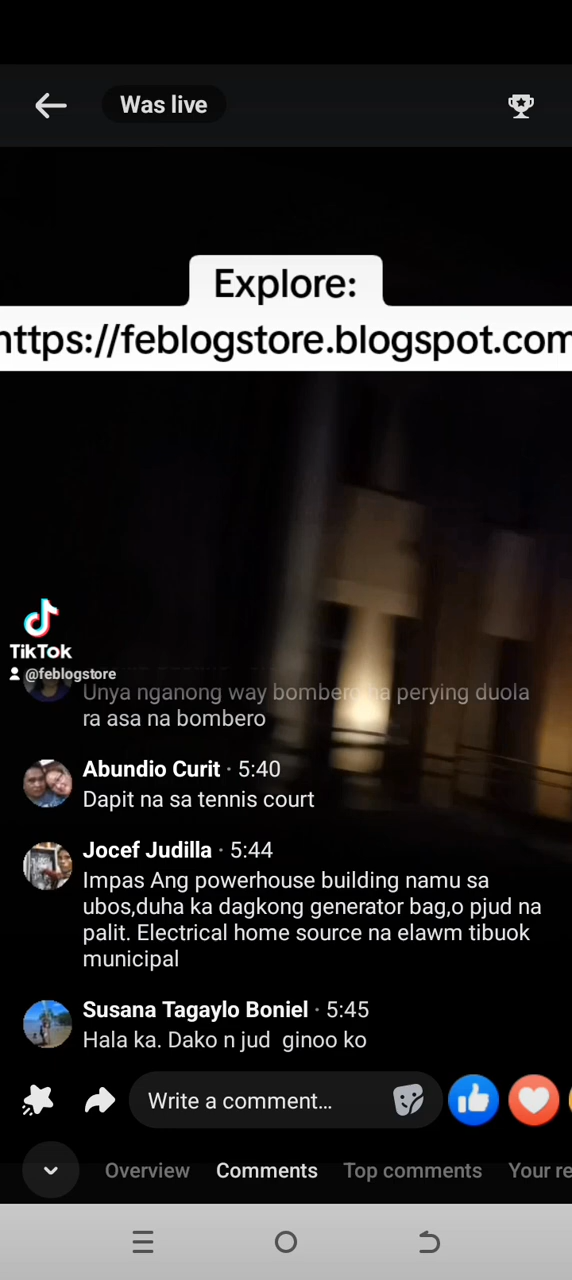 Was live
Explore:
https://feblogstore.blogspot.com
TikTok
@feblogstore
Unya nganong way bombero na perying duola
ra asa na bombero
Abundio Curit · 5:40
Dapit na sa tennis court
Jocef Judilla · 5:44
Impas Ang powerhouse building namu sa
ubos,duha ka dagkong generator bag,o pjud na
palit. Electrical home source na elawm tibuok
municipal
Susana Tagaylo Boniel · 5:45
Hala ka. Dako n jud ginoo ko
Write a comment...
Overview Comments Top comments Your re